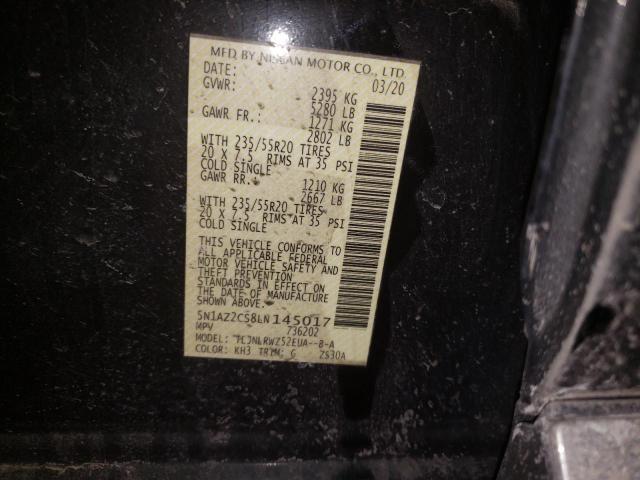 MFD BY NISSAN MOTOR CO., LTD
DATE: 03/20
GVWR: 2395 KG
5280 LB
GAWR FR.: 1271 KG
2802 LB
WITH 235/55R20 TIRES
20 X 7.5 RIMS AT 35 PSI
COLD SINGLE
GAWR RR.: 1210 KG
2667 LB
WITH 235/55R20 TIRES
20 X 7.5 RIMS AT 35 PSI
COLD SINGLE
THIS VEHICLE CONFORMS TO
ALL APPLICABLE FEDERAL
MOTOR VEHICLE SAFETY AND
THEFT PREVENTION
STANDARDS IN EFFECT ON
THE DATE OF MANUFACTURE
SHOWN ABOVE.
5N1AZ2CS8LN145017
MPV 736202
MODEL: TLJNLRWZ52EUA--B-A
COLOR: KH3 TRIM: G ZS30A